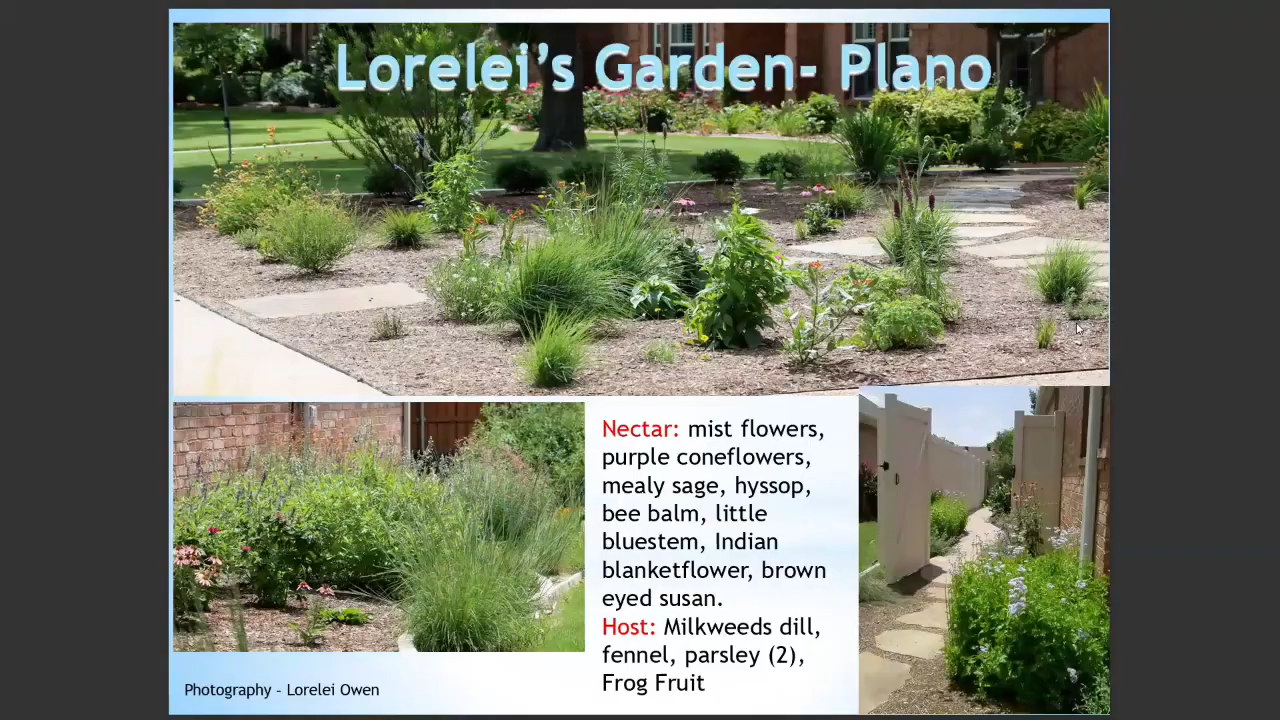 Lorelei's Garden- Plano
Nectar: mist flowers,
purple coneflowers,
mealy sage, hyssop,
bee balm, little
bluestem, Indian
blanketflower, brown
eyed susan.
Host: Milkweeds dill,
fennel, parsley (2),
Frog Fruit
Photography - Lorelei Owen